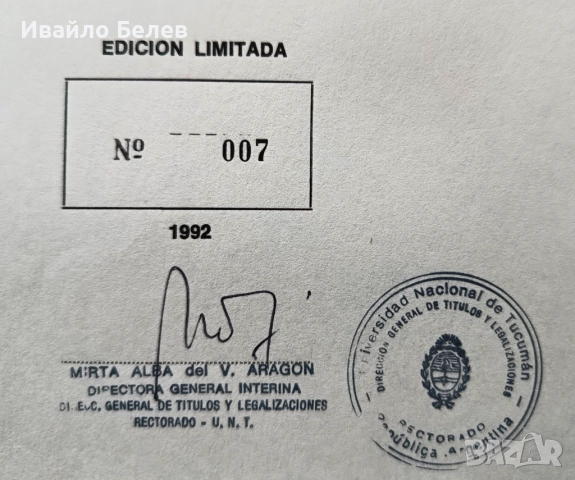 Ивайло Белев
EDICION LIMITADA
Nº 007
1992
MIRTA ALBA del V. ARAGON
DIRECTORA GENERAL INTERINA
DIREC. GENERAL DE TITULOS Y LEGALIZACIONES
RECTORADO - U. N. T.
Universidad Nacional de Tucumán
DIRECCION GENERAL DE TITULOS Y LEGALIZACIONES
RECTORADO
República Argentina
bazar